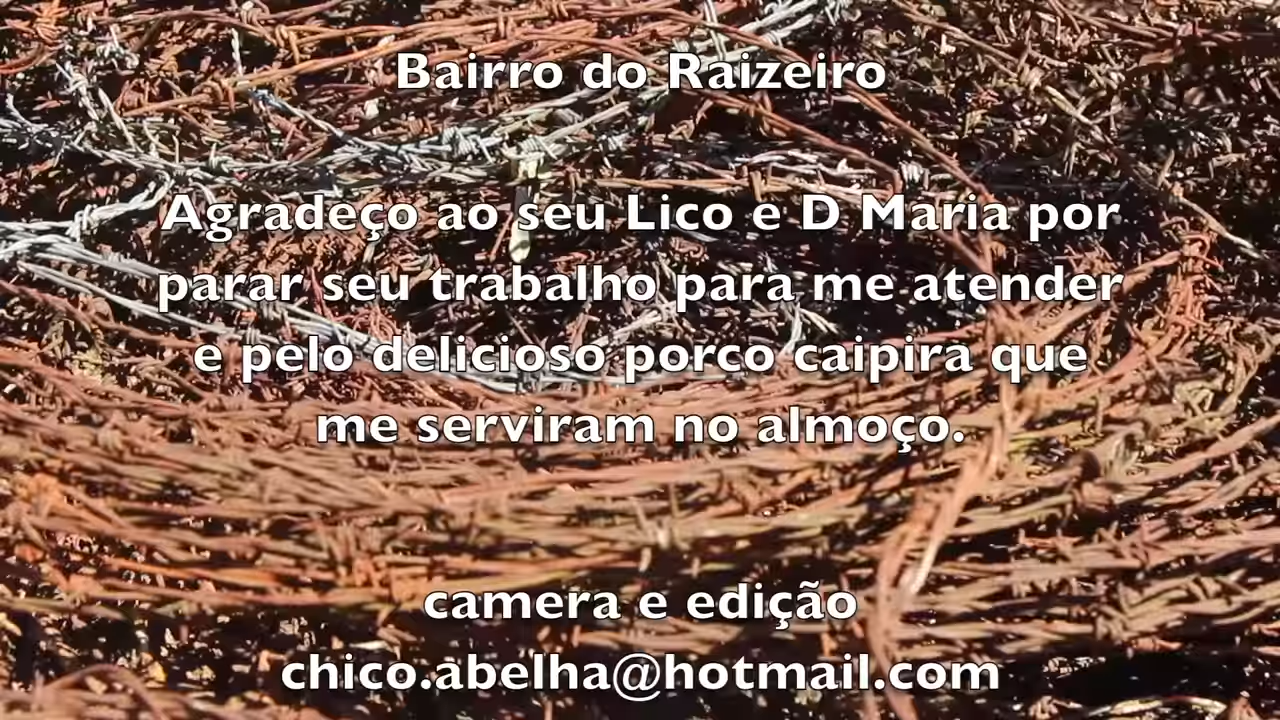 Bairro do Raizeiro
Agradeço ao seu Lico e D Maria por
parar seu trabalho para me atender
e pelo delicioso porco caipira que
me serviram no almoço.
camera e edição
chico.abelha@hotmail.com